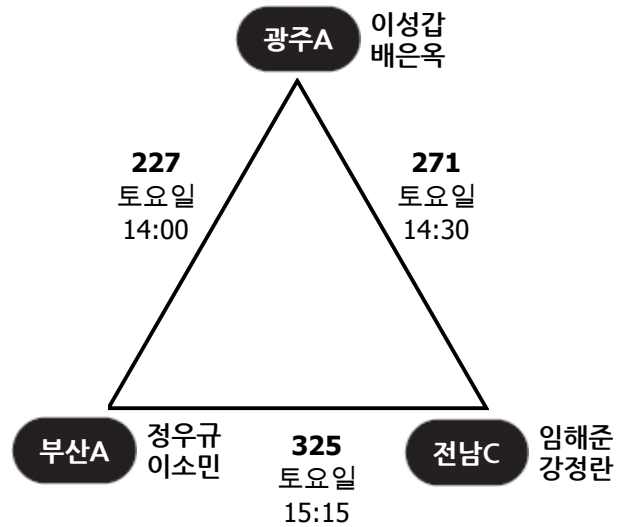 광주A
이성갑
배은옥
227
토요일
14:00
271
토요일
14:30
부산A
정우규
이소민
325
토요일
15:15
전남C
임해준
강정란